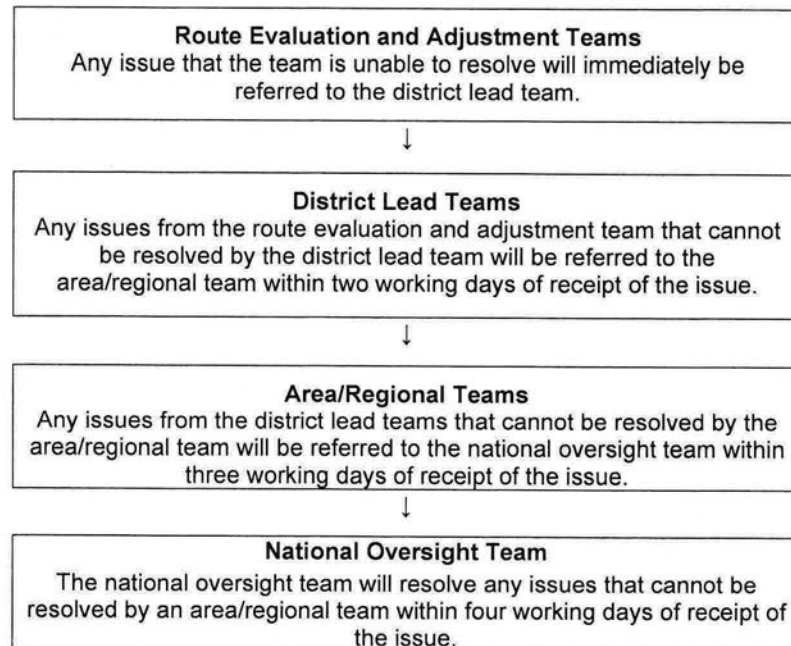 Route Evaluation and Adjustment Teams
Any issue that the team is unable to resolve will immediately be
referred to the district lead team.
↓
District Lead Teams
Any issues from the route evaluation and adjustment team that cannot
be resolved by the district lead team will be referred to the
area/regional team within two working days of receipt of the issue.
↓
Area/Regional Teams
Any issues from the district lead teams that cannot be resolved by the
area/regional team will be referred to the national oversight team within
three working days of receipt of the issue.
↓
National Oversight Team
The national oversight team will resolve any issues that cannot be
resolved by an area/regional team within four working days of receipt of
the issue.